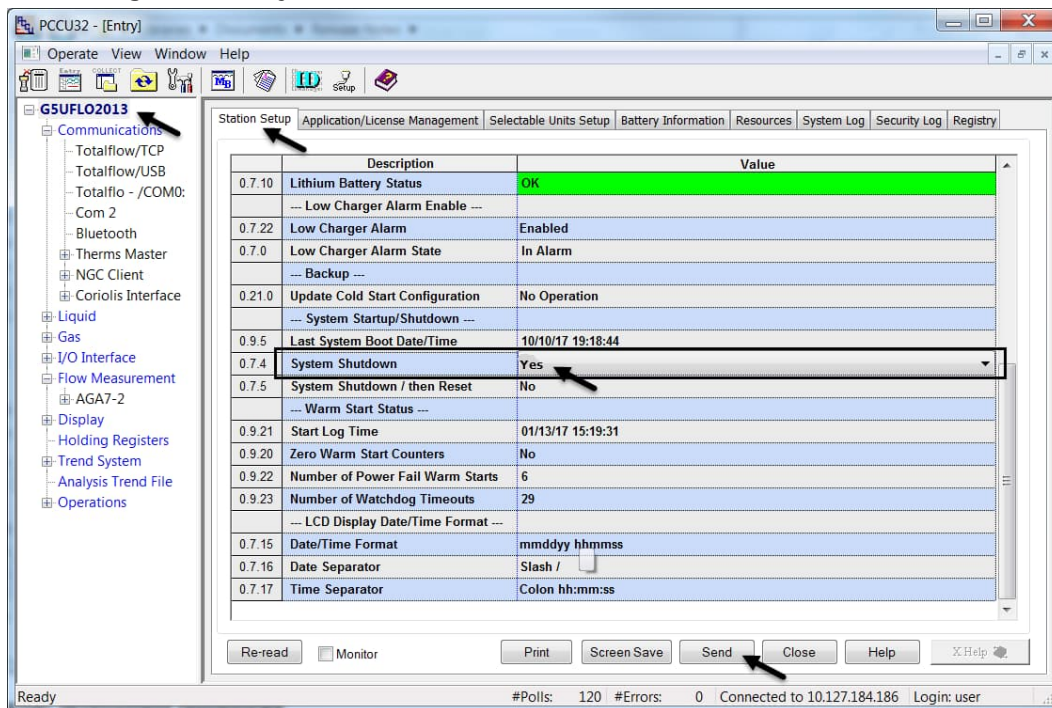 PCCU32 - [Entry]
Operate View Window Help
G5UFLO2013
Communications
Totalflow/TCP
Totalflow/USB
Totalflo - /COM0:
Com 2
Bluetooth
Therms Master
NGC Client
Coriolis Interface
Liquid
Gas
I/O Interface
Flow Measurement
AGA7-2
Display
Holding Registers
Trend System
Analysis Trend File
Operations
Station Setup Application/License Management Selectable Units Setup Battery Information Resources System Log Security Log Registry
Description Value
0.7.10 Lithium Battery Status OK
--- Low Charger Alarm Enable ---
0.7.22 Low Charger Alarm Enabled
0.7.0 Low Charger Alarm State In Alarm
--- Backup ---
0.21.0 Update Cold Start Configuration No Operation
--- System Startup/Shutdown ---
0.9.5 Last System Boot Date/Time 10/10/17 19:18:44
0.7.4 System Shutdown Yes
0.7.5 System Shutdown / then Reset No
--- Warm Start Status ---
0.9.21 Start Log Time 01/13/17 15:19:31
0.9.20 Zero Warm Start Counters No
0.9.22 Number of Power Fail Warm Starts 6
0.9.23 Number of Watchdog Timeouts 29
--- LCD Display Date/Time Format ---
0.7.15 Date/Time Format mmddyy hhmmss
0.7.16 Date Separator Slash /
0.7.17 Time Separator Colon hh:mm:ss
Re-read Monitor Print Screen Save Send Close Help X Help
Ready #Polls: 120 #Errors: 0 Connected to 10.127.184.186 Login: user